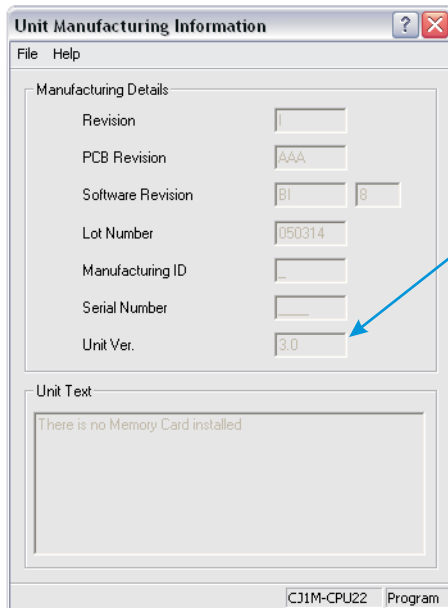 Unit Manufacturing Information
File Help
Manufacturing Details
Revision I
PCB Revision AAA
Software Revision BI 8
Lot Number 050314
Manufacturing ID _
Serial Number ___
Unit Ver. 3.0
Unit Text
There is no Memory Card installed
CJ1M-CPU22 Program